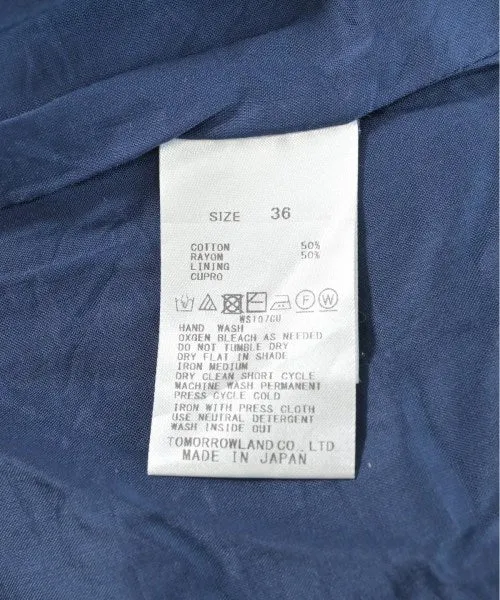 SIZE 36
COTTON 50%
RAYON 50%
LINING
CUPRO
F W
WS107GU
HAND WASH
OXGEN BLEACH AS NEEDED
DO NOT TUMBLE DRY
DRY FLAT IN SHADE
IRON MEDIUM
DRY CLEAN SHORT CYCLE
MACHINE WASH PERMANENT
PRESS CYCLE COLD
IRON WITH PRESS CLOTH
USE NEUTRAL DETERGENT
WASH INSIDE OUT
TOMORROWLAND CO., LTD.
MADE IN JAPAN